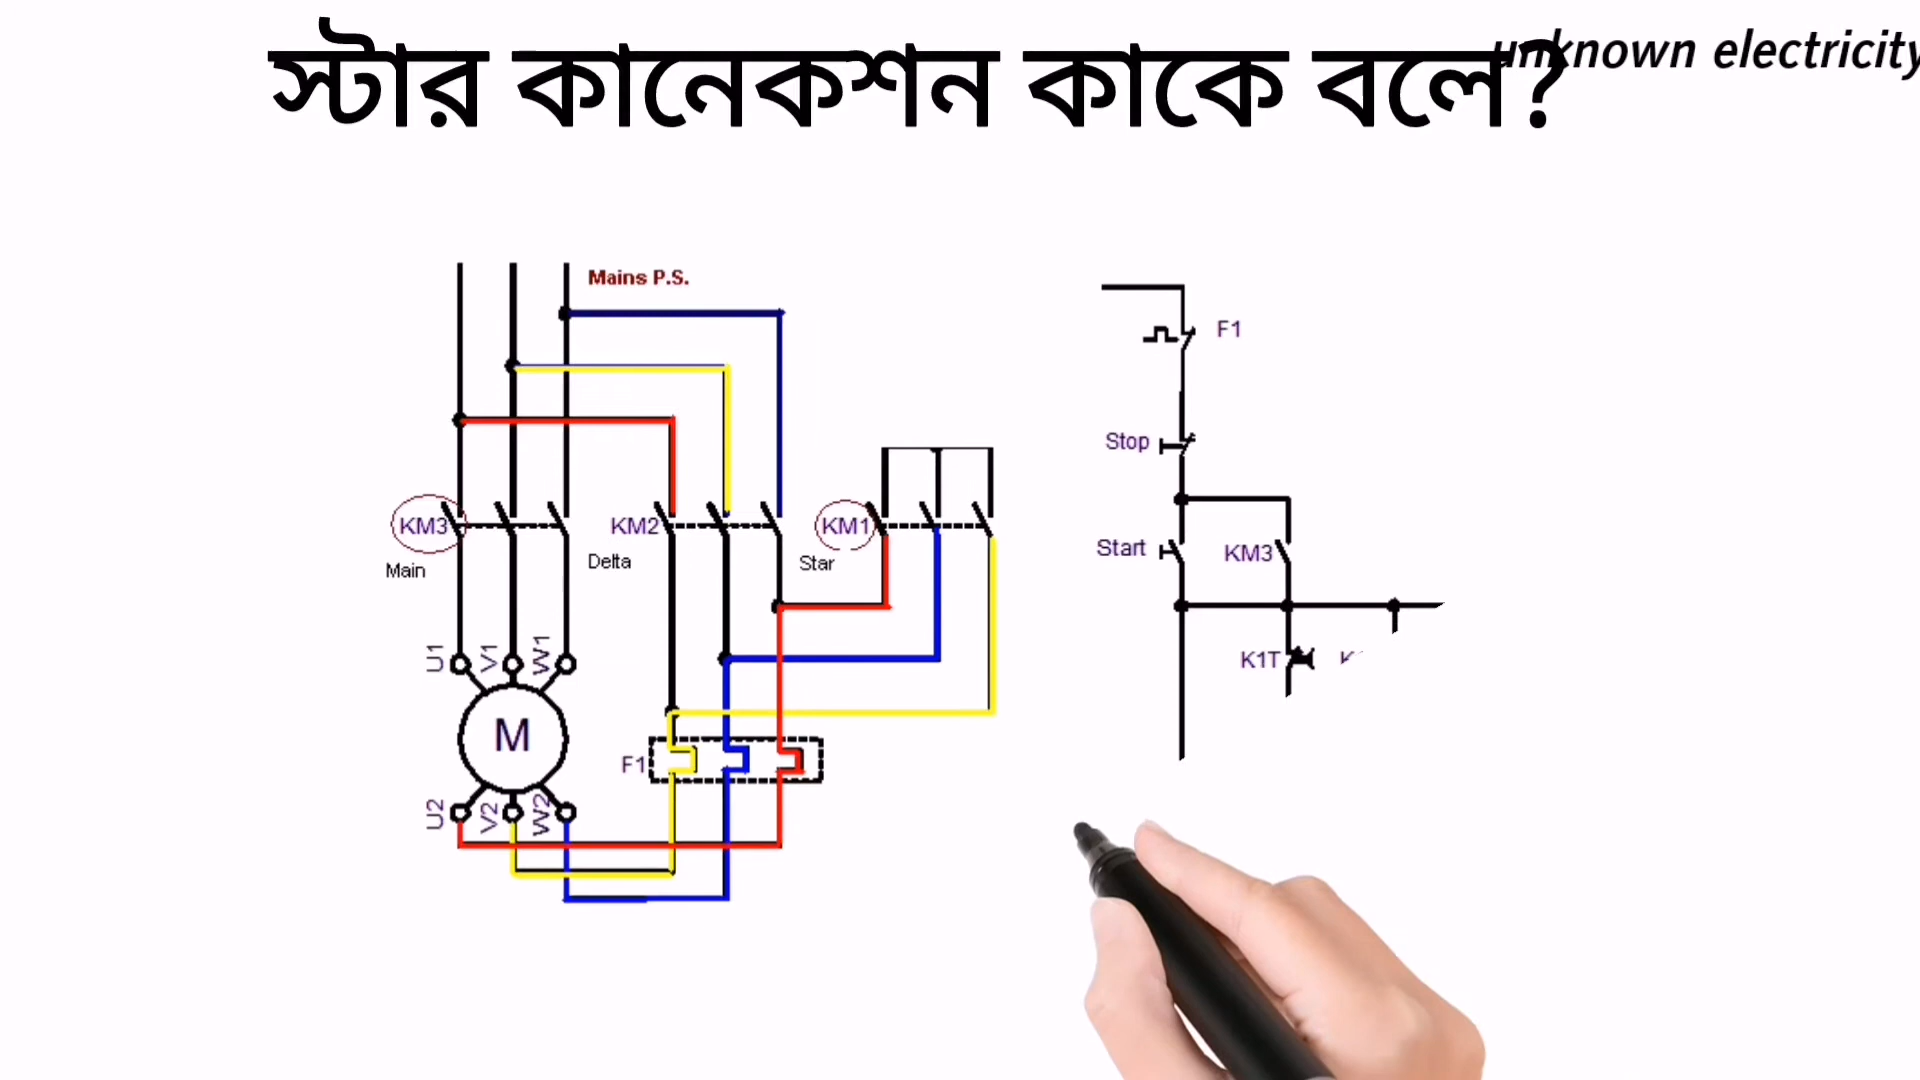 স্টার কানেকশন কাকে বলে?
unknown electricity
Mains P.S.
F1
Stop
KM3
KM2
KM1
Main
Delta
Star
Start
KM3
U1
V1
W1
K1T
M
F1
U2
V2
W2